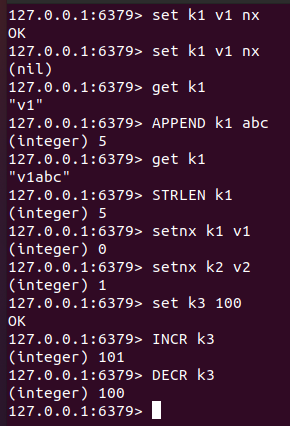 127.0.0.1:6379> set k1 v1 nx
OK
127.0.0.1:6379> set k1 v1 nx
(nil)
127.0.0.1:6379> get k1
"v1"
127.0.0.1:6379> APPEND k1 abc
(integer) 5
127.0.0.1:6379> get k1
"v1abc"
127.0.0.1:6379> STRLEN k1
(integer) 5
127.0.0.1:6379> setnx k1 v1
(integer) 0
127.0.0.1:6379> setnx k2 v2
(integer) 1
127.0.0.1:6379> set k3 100
OK
127.0.0.1:6379> INCR k3
(integer) 101
127.0.0.1:6379> DECR k3
(integer) 100
127.0.0.1:6379>